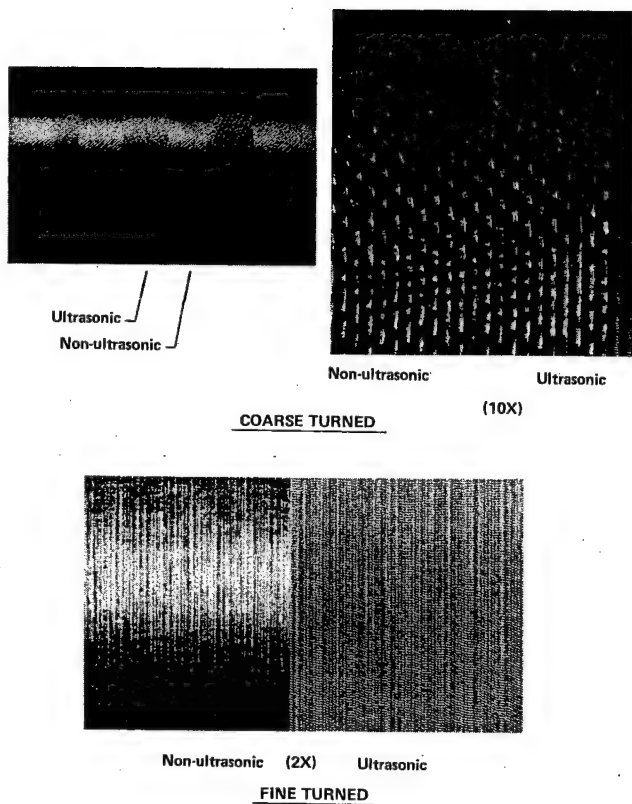 Ultrasonic
Non-ultrasonic
Non-ultrasonic
Ultrasonic
(10X)
COARSE TURNED
Non-ultrasonic (2X) Ultrasonic
FINE TURNED